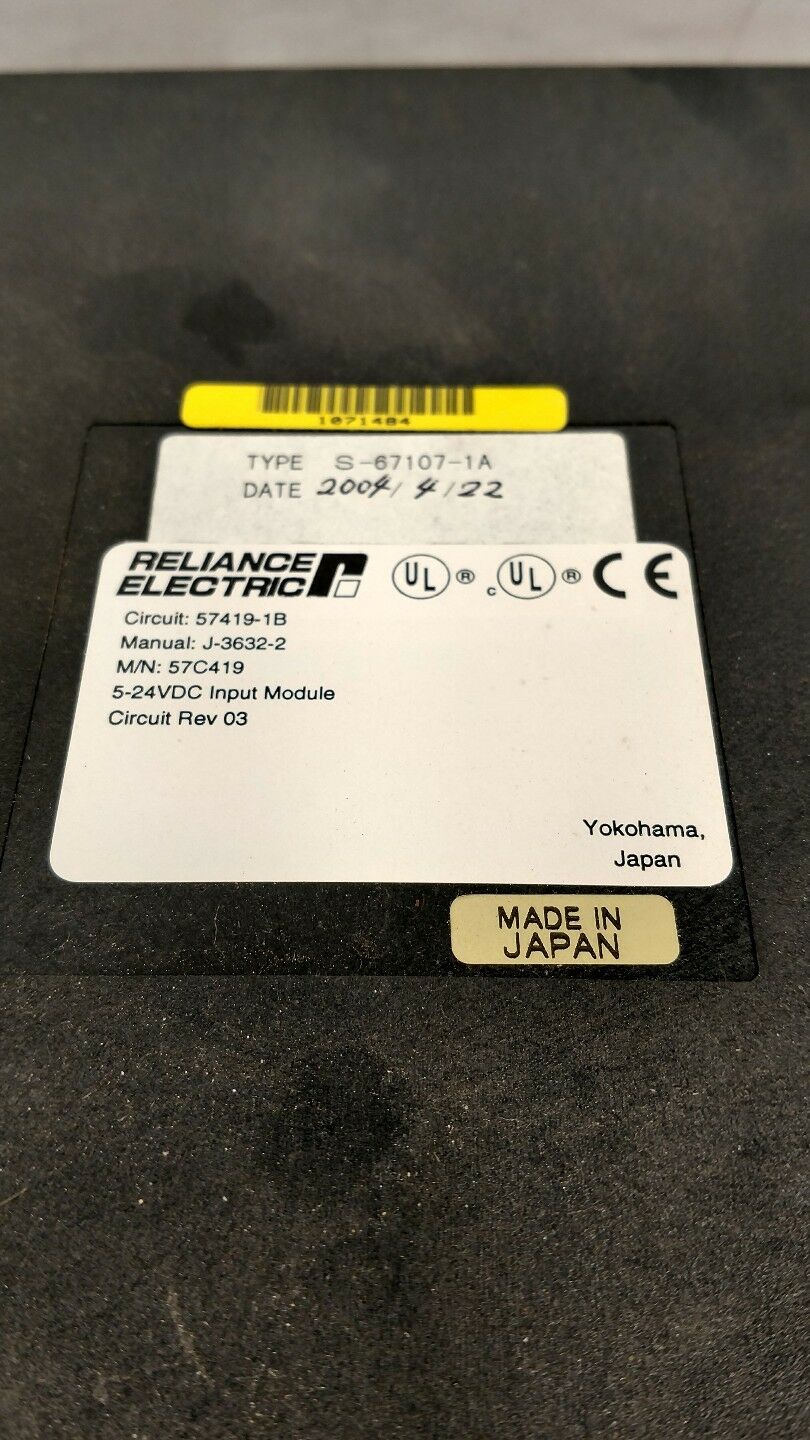 1071484
TYPE S-67107-1A
DATE 2004/4/22
RELIANCE
ELECTRIC
UL ® c UL ® CE
Circuit: 57419-1B
Manual: J-3632-2
M/N: 57C419
5-24VDC Input Module
Circuit Rev 03
Yokohama,
Japan
MADE IN
JAPAN